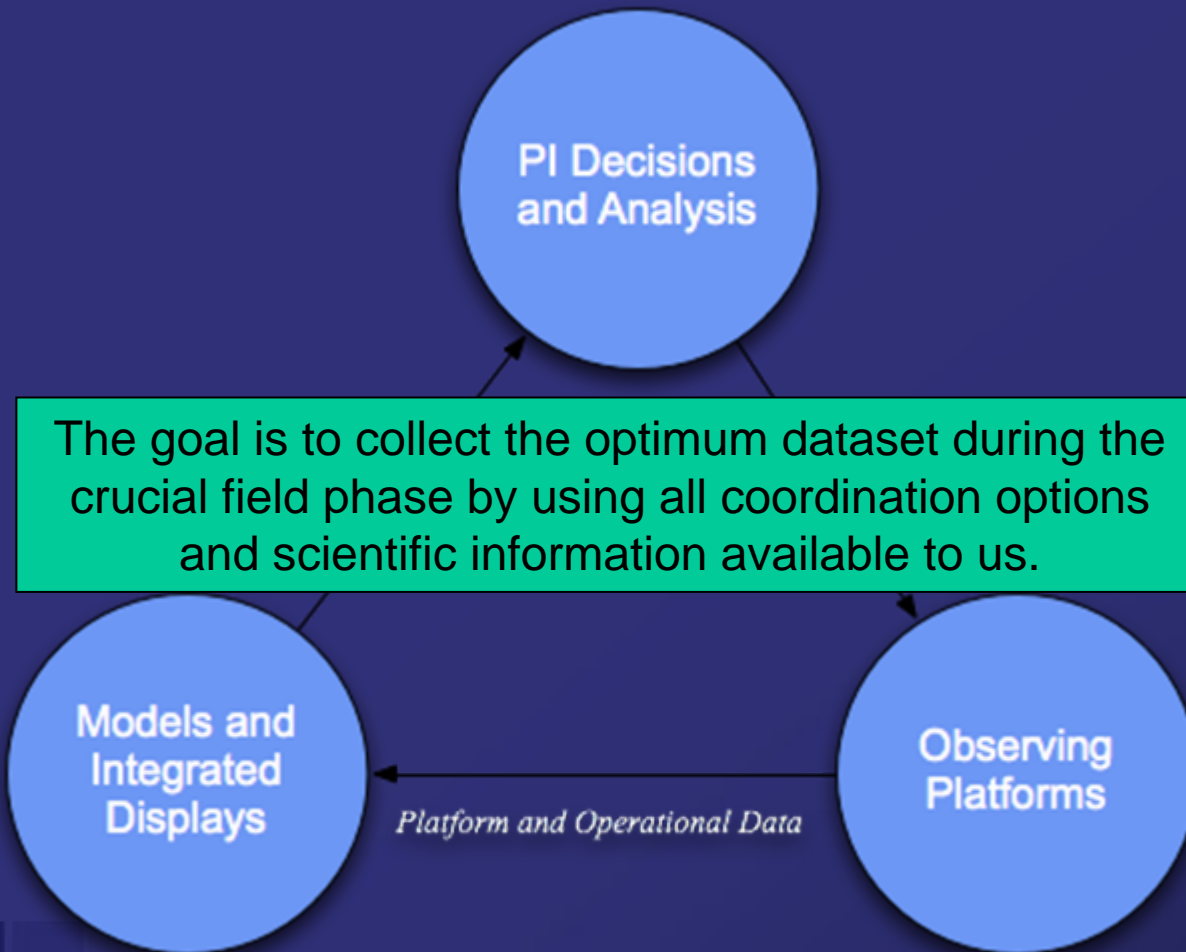 PI Decisions
and Analysis
The goal is to collect the optimum dataset during the
crucial field phase by using all coordination options
and scientific information available to us.
Models and
Integrated
Displays
Observing
Platforms
Platform and Operational Data